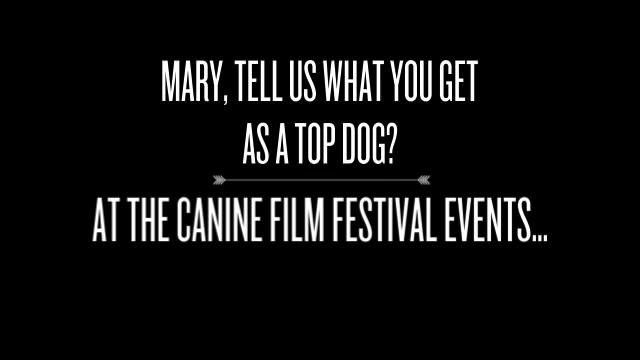 MARY, TELL US WHAT YOU GET
AS A TOP DOG?
AT THE CANINE FILM FESTIVAL EVENTS...